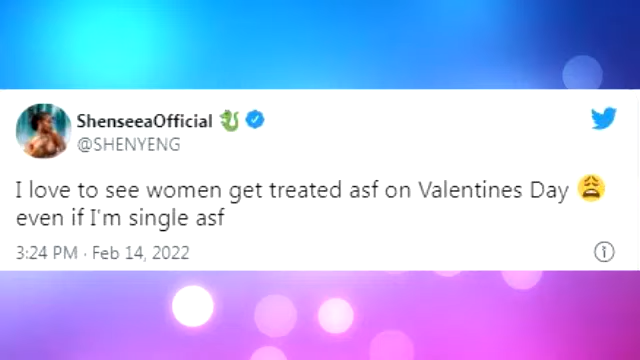 ShenseeaOfficial 🐉
@SHENYENG
I love to see women get treated asf on Valentines Day 😩
even if I'm single asf
3:24 PM · Feb 14, 2022